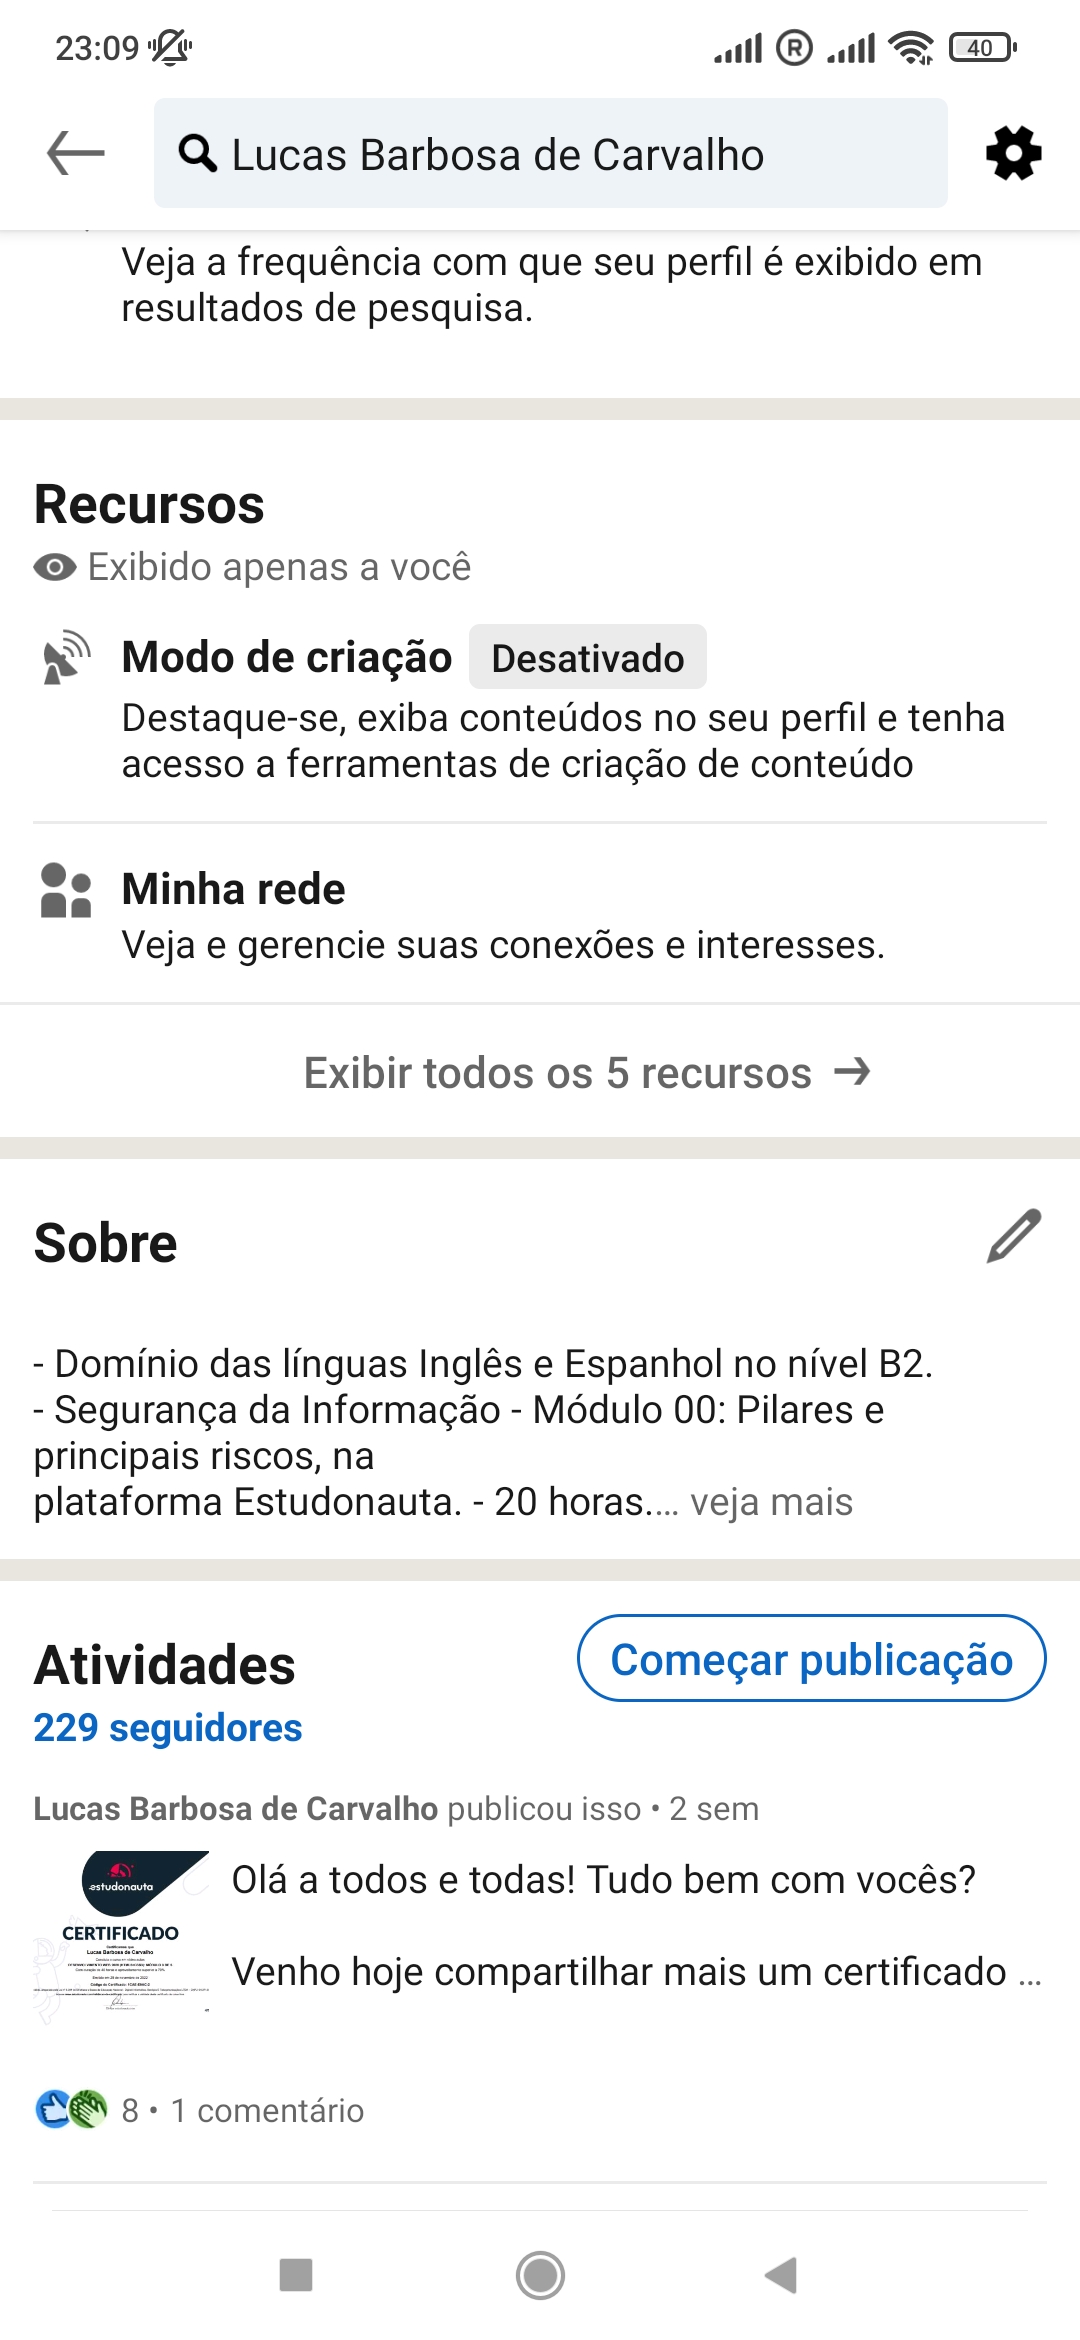 23:09
R
40
Lucas Barbosa de Carvalho
Veja a frequência com que seu perfil é exibido em
resultados de pesquisa.
Recursos
Exibido apenas a você
Modo de criação Desativado
Destaque-se, exiba conteúdos no seu perfil e tenha
acesso a ferramentas de criação de conteúdo
Minha rede
Veja e gerencie suas conexões e interesses.
Exibir todos os 5 recursos
Sobre
- Domínio das línguas Inglês e Espanhol no nível B2.
- Segurança da Informação - Módulo 00: Pilares e
principais riscos, na
plataforma Estudonauta. - 20 horas.... veja mais
Atividades
Começar publicação
229 seguidores
Lucas Barbosa de Carvalho publicou isso • 2 sem
estudonauta
CERTIFICADO
Lucas Barbosa de Carvalho
Olá a todos e todas! Tudo bem com vocês?
Venho hoje compartilhar mais um certificado ...
8 • 1 comentário